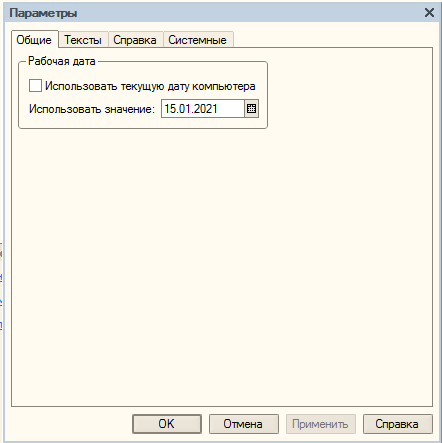 Параметры
Общие Тексты Справка Системные
Рабочая дата
Использовать текущую дату компьютера
Использовать значение: 15.01.2021
OK Отмена Применить Справка